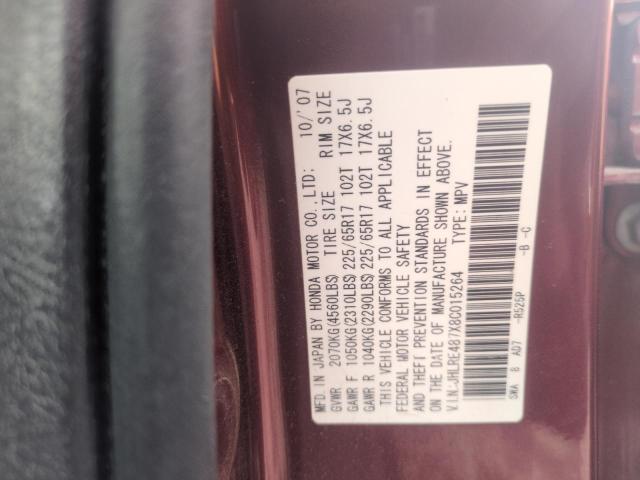 MFD.IN JAPAN BY HONDA MOTOR CO.,LTD: 10/'07
GVWR 2070KG(4560LBS) TIRE SIZE RIM SIZE
GAWR F 1050KG(2310LBS)225/65R17 102T 17X6.5J
GAWR R 1040KG(2290LBS)225/65R17 102T 17X6.5J
THIS VEHICLE CONFORMS TO ALL APPLICABLE
FEDERAL MOTOR VEHICLE SAFETY
AND THEFT PREVENTION STANDARDS IN EFFECT
ON THE DATE OF MANUFACTURE SHOWN ABOVE.
V.I.N.:JHLRE487X8C015264 TYPE: MPV
SWA 8 AD7 -R525P -B -C